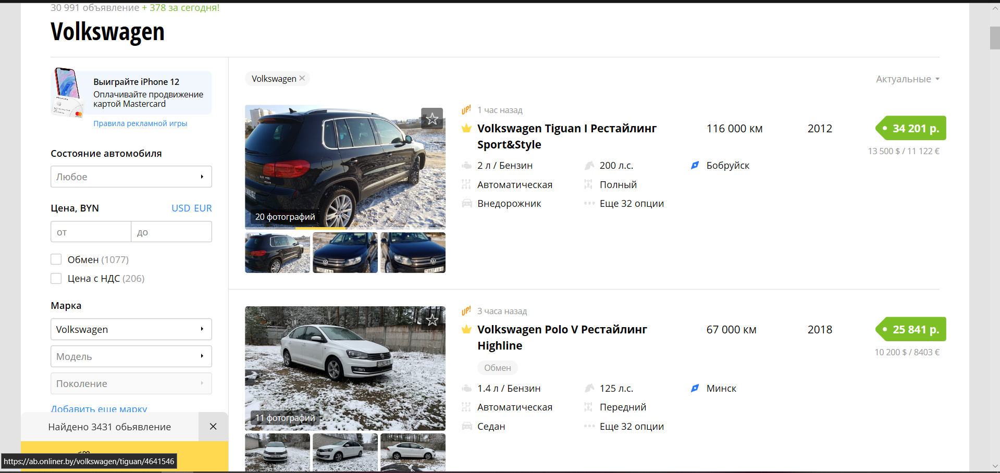 30 991 объявление + 378 за сегодня!
Volkswagen
Выиграйте iPhone 12
Оплачивайте продвижение
картой Mastercard
Правила рекламной игры
Состояние автомобиля
Любое
Цена, BYN USD EUR
от до
Обмен (1077)
Цена с НДС (206)
Марка
Volkswagen
Модель
Поколение
Добавить еще марку
Найдено 3431 обьявление
https://ab.onliner.by/volkswagen/tiguan/4641546
Volkswagen
Актуальные
20 фотографий
UP! 1 час назад
Volkswagen Tiguan I Рестайлинг
Sport&Style
116 000 км
2012
34 201 р.
13 500 $ / 11 122 €
2 л / Бензин
200 л.с.
Бобруйск
Автоматическая
Полный
Внедорожник
Еще 32 опции
11 фотографий
UP! 3 часа назад
Volkswagen Polo V Рестайлинг
Highline
67 000 км
2018
25 841 р.
10 200 $ / 8403 €
Обмен
1.4 л / Бензин
125 л.с.
Минск
Автоматическая
Передний
Седан
Еще 32 опции